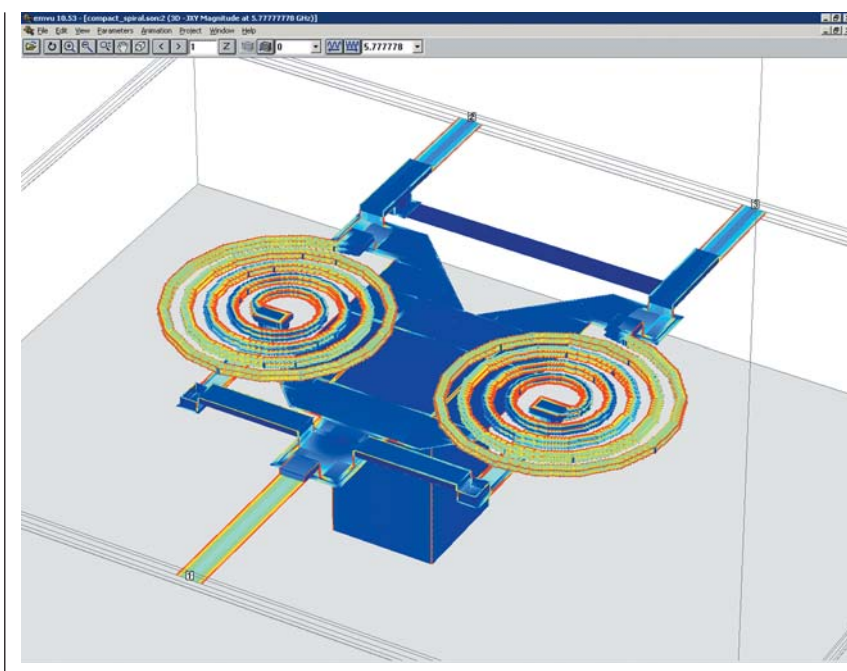 emvu 10.53 - [compact_spiral.son:2 (3D -JXY Magnitude at 5.77777778 GHz)]
File Edit View Parameters Animation Project Window Help
1 Z 0 5.777778
2
3
1